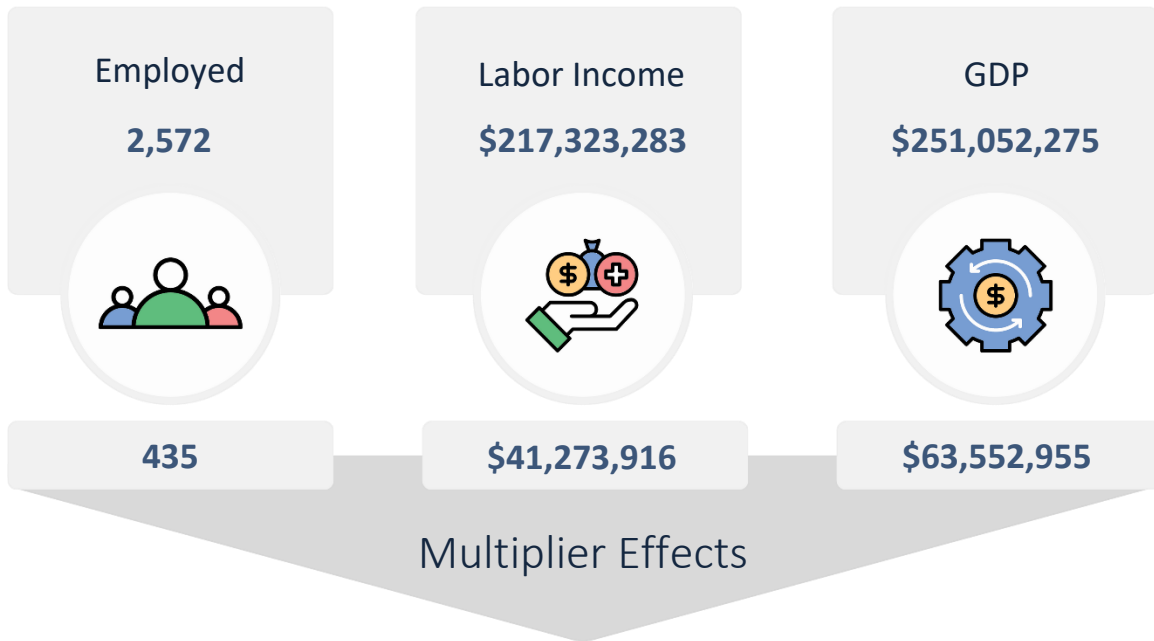 Employed
2,572
Labor Income
$217,323,283
GDP
$251,052,275
$
$
435
$41,273,916
$63,552,955
Multiplier Effects